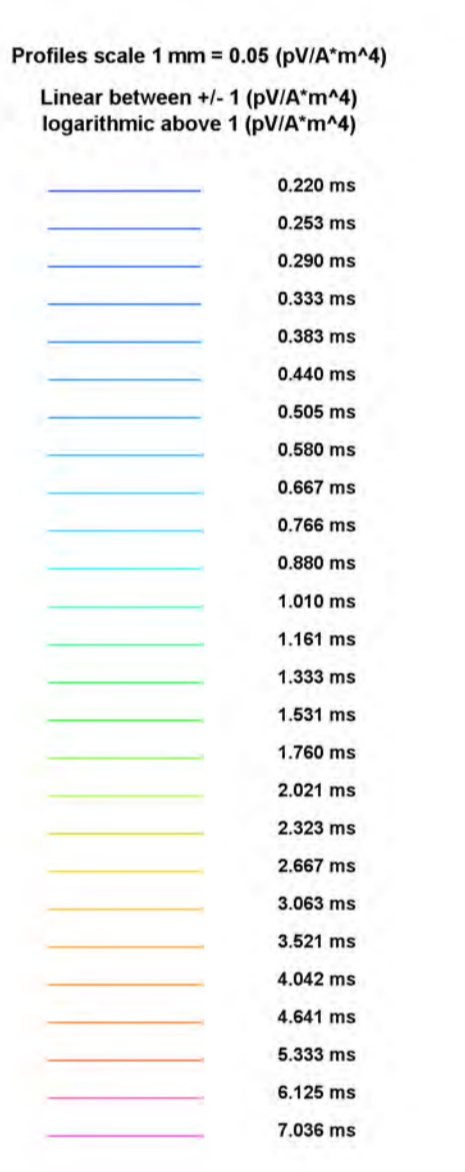 Profiles scale 1 mm = 0.05 (pV/A*m^4)
Linear between +/- 1 (pV/A*m^4)
logarithmic above 1 (pV/A*m^4)
0.220 ms
0.253 ms
0.290 ms
0.333 ms
0.383 ms
0.440 ms
0.505 ms
0.580 ms
0.667 ms
0.766 ms
0.880 ms
1.010 ms
1.161 ms
1.333 ms
1.531 ms
1.760 ms
2.021 ms
2.323 ms
2.667 ms
3.063 ms
3.521 ms
4.042 ms
4.641 ms
5.333 ms
6.125 ms
7.036 ms